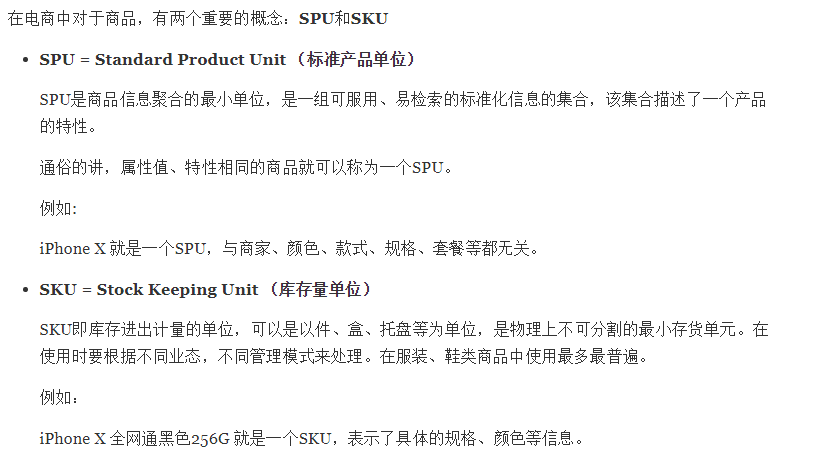 在电商中对于商品，有两个重要的概念：SPU和SKU
SPU = Standard Product Unit （标准产品单位）
SPU是商品信息聚合的最小单位，是一组可服用、易检索的标准化信息的集合，该集合描述了一个产品
的特性。
通俗的讲，属性值、特性相同的商品就可以称为一个SPU。
例如:
iPhone X 就是一个SPU，与商家、颜色、款式、规格、套餐等都无关。
SKU = Stock Keeping Unit （库存量单位）
SKU即库存进出计量的单位，可以是以件、盒、托盘等为单位，是物理上不可分割的最小存货单元。在
使用时要根据不同业态，不同管理模式来处理。在服装、鞋类商品中使用最多最普遍。
例如：
iPhone X 全网通黑色256G 就是一个SKU，表示了具体的规格、颜色等信息。